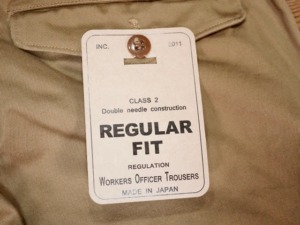 INC. 2011
CLASS 2
Double needle construction
REGULAR
FIT
REGULATION
WORKERS OFFICER TROUSERS
MADE IN JAPAN